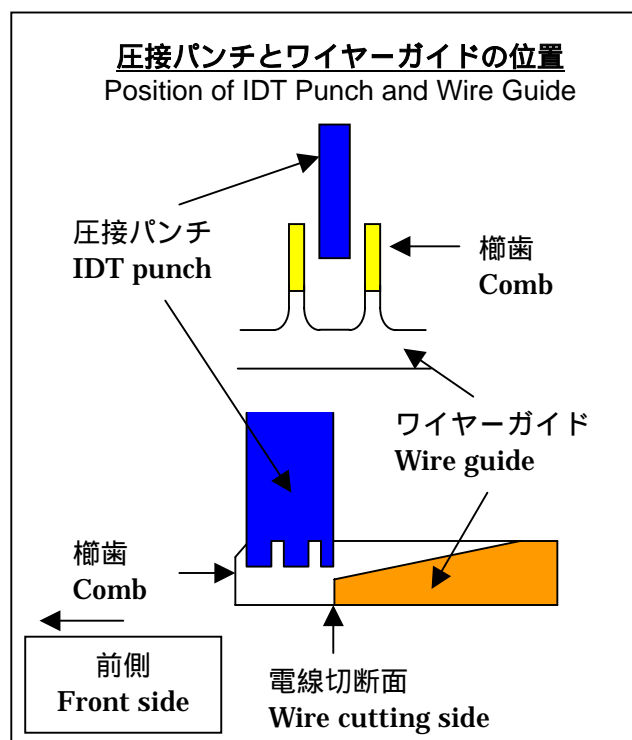 圧接パンチとワイヤーガイドの位置
Position of IDT Punch and Wire Guide
圧接パンチ
IDT punch
櫛歯
Comb
ワイヤーガイド
Wire guide
櫛歯
Comb
前側
Front side
電線切断面
Wire cutting side